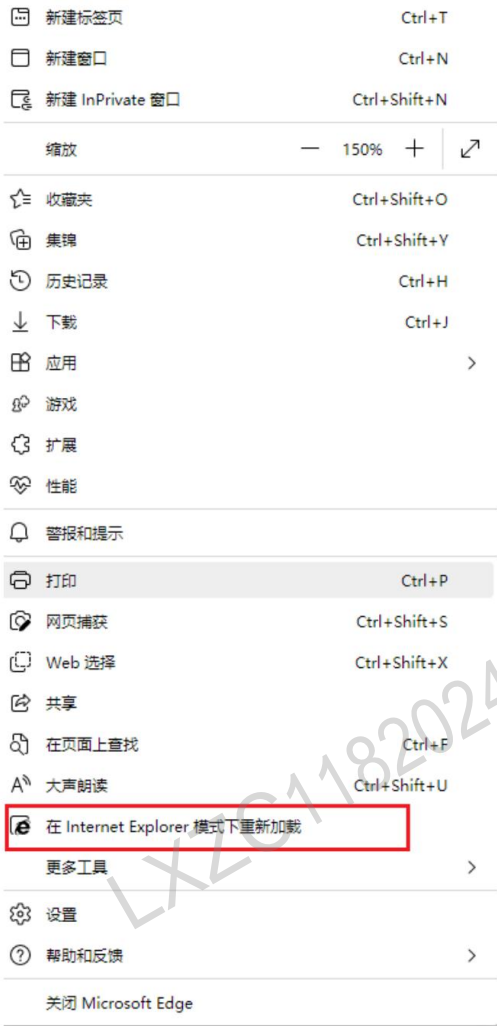 新建标签页 Ctrl+T
新建窗口 Ctrl+N
新建 InPrivate 窗口 Ctrl+Shift+N
缩放 — 150% +
收藏夹 Ctrl+Shift+O
集锦 Ctrl+Shift+Y
历史记录 Ctrl+H
下载 Ctrl+J
应用
游戏
扩展
性能
警报和提示
打印 Ctrl+P
网页捕获 Ctrl+Shift+S
Web 选择 Ctrl+Shift+X
共享
在页面上查找 Ctrl+F
大声朗读 Ctrl+Shift+U
在 Internet Explorer 模式下重新加载
更多工具
设置
帮助和反馈
关闭 Microsoft Edge
LXZC1182024